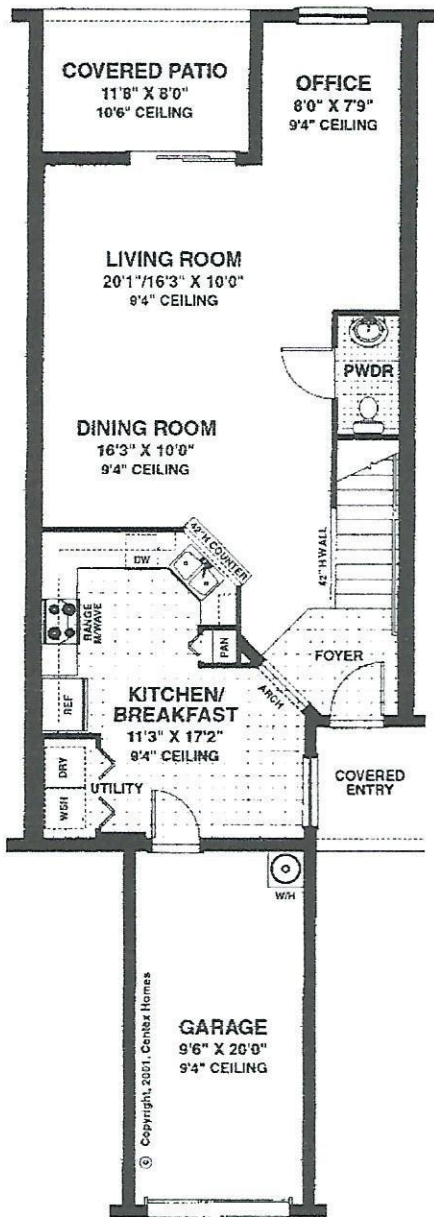 COVERED PATIO
11'8" X 8'0"
10'6" CEILING
OFFICE
8'0" X 7'9"
9'4" CEILING
LIVING ROOM
20'1"/16'3" X 10'0"
9'4" CEILING
PWDR
DINING ROOM
16'3" X 10'0"
9'4" CEILING
42"H COUNTER
42"H WALL
DW
RANGE
M/WAVE
PAN
FOYER
ARCH
REF
KITCHEN/
BREAKFAST
11'3" X 17'2"
9'4" CEILING
DRY
WSH
UTILITY
COVERED
ENTRY
W/H
GARAGE
9'6" X 20'0"
9'4" CEILING
© Copyright, 2001, Centex Homes